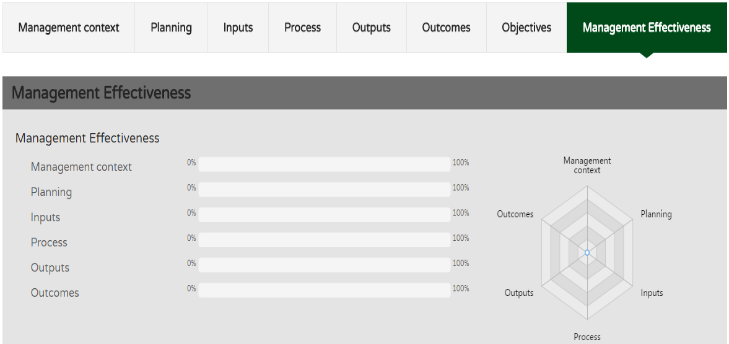 Management context Planning Inputs Process Outputs Outcomes Objectives Management Effectiveness
Management Effectiveness
Management Effectiveness
Management context 0% 100%
Planning 0% 100%
Inputs 0% 100%
Process 0% 100%
Outputs 0% 100%
Outcomes 0% 100%
Management
context
Outcomes Planning
Outputs Inputs
Process